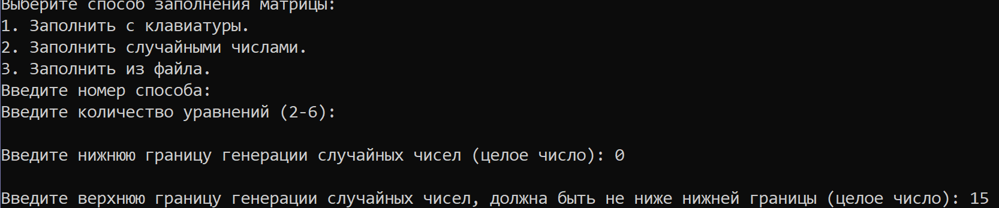 Выберите способ заполнения матрицы:
1. Заполнить с клавиатуры.
2. Заполнить случайными числами.
3. Заполнить из файла.
Введите номер способа:
Введите количество уравнений (2-6):
Введите нижнюю границу генерации случайных чисел (целое число): 0
Введите верхнюю границу генерации случайных чисел, должна быть не ниже нижней границы (целое число): 15